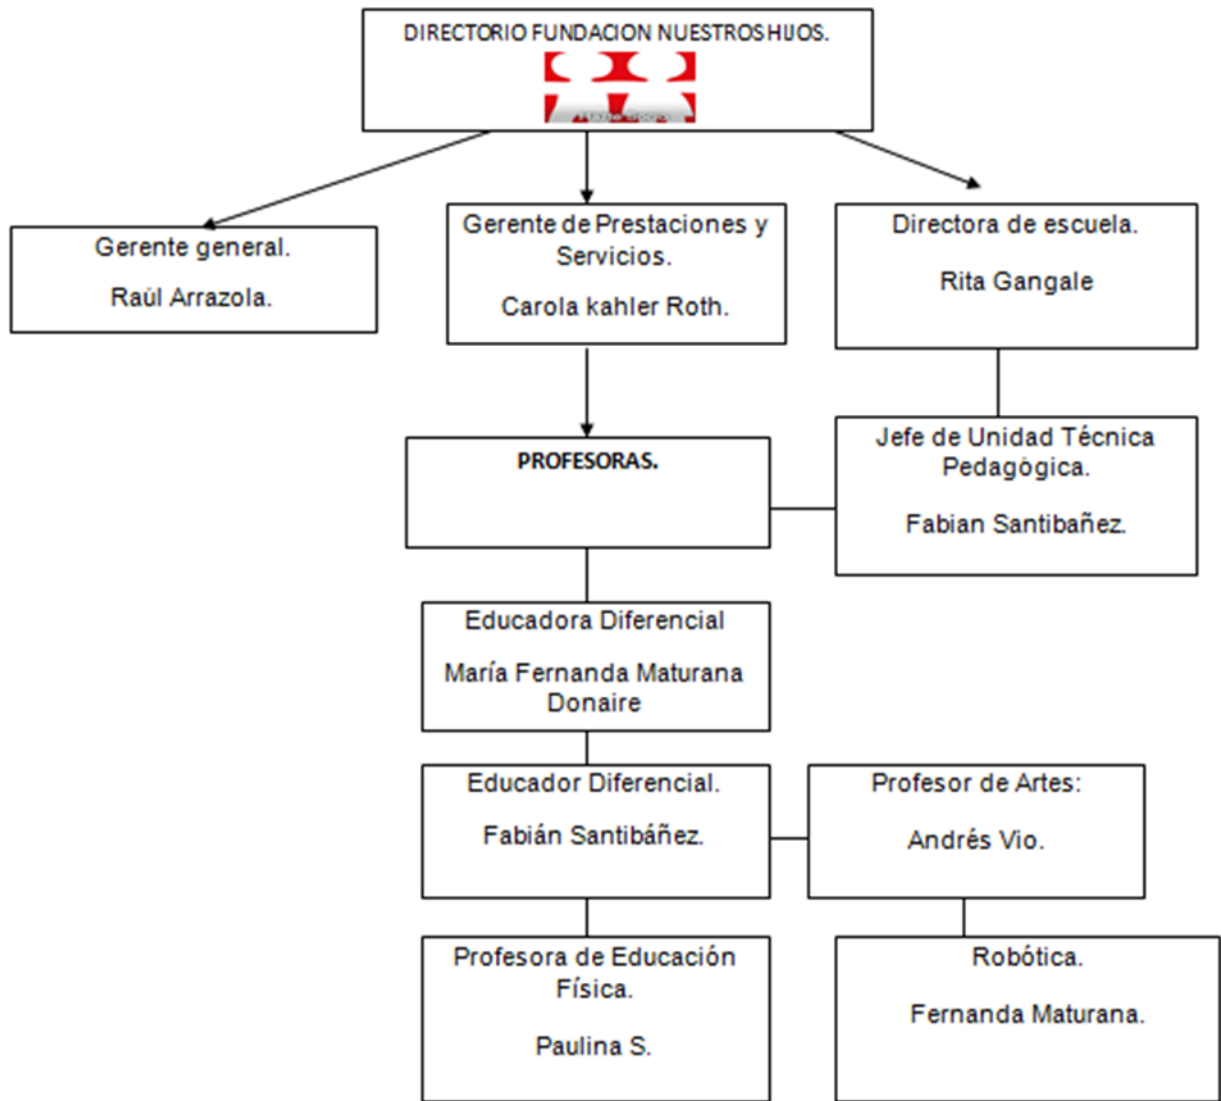 DIRECTORIO FUNDACION NUESTROS HIJOS.
Gerente general.
Raúl Arrazola.
Gerente de Prestaciones y
Servicios.
Carola kahler Roth.
Directora de escuela.
Rita Gangale
PROFESORAS.
Jefe de Unidad Técnica
Pedagógica.
Fabian Santibañez.
Educadora Diferencial
María Fernanda Maturana
Donaire
Educador Diferencial.
Fabián Santibáñez.
Profesor de Artes:
Andrés Vio.
Profesora de Educación
Física.
Paulina S.
Robótica.
Fernanda Maturana.